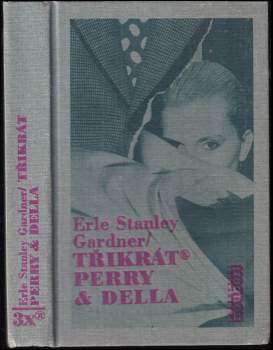 Erle Stanley
Gardner/
TŘIKRÁT®
PERRY
& DELLA
3x®
Erle Stanley
Gardner/ TŘIKRÁT
PERRY & DELLA